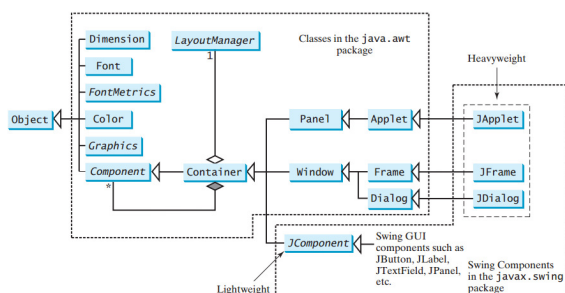 LayoutManager
1
Classes in the java.awt
package
Dimension
Font
FontMetrics
Color
Graphics
Component
*
Object
Container
Panel
Applet
Window
Frame
Dialog
Heavyweight
JApplet
JFrame
JDialog
JComponent
Lightweight
Swing GUI
components such as
JButton, JLabel,
JTextField, JPanel,
etc.
Swing Components
in the javax.swing
package